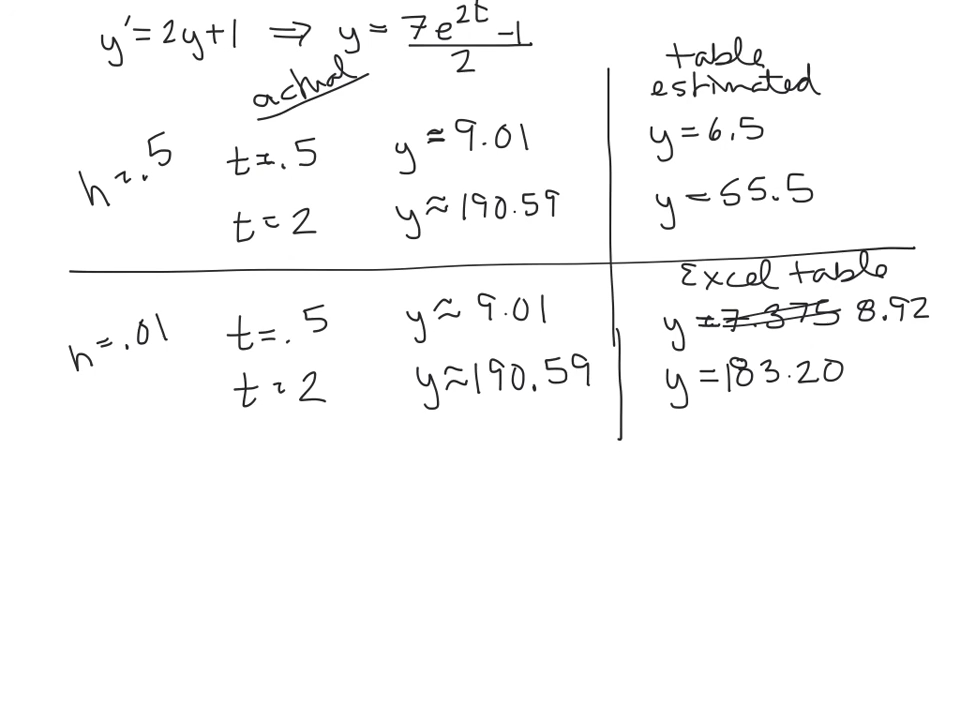 y' = 2y+1 ⇒ y = (7e^{2t} -1)/2
actual
table
estimated
h = .5 t = .5 y = 9.01 y = 6.5
t = 2 y ≈ 190.59 y = 55.5
Excel table
h = .01 t = .5 y ≈ 9.01 y = 7.375 8.92
t = 2 y ≈ 190.59 y = 183.20